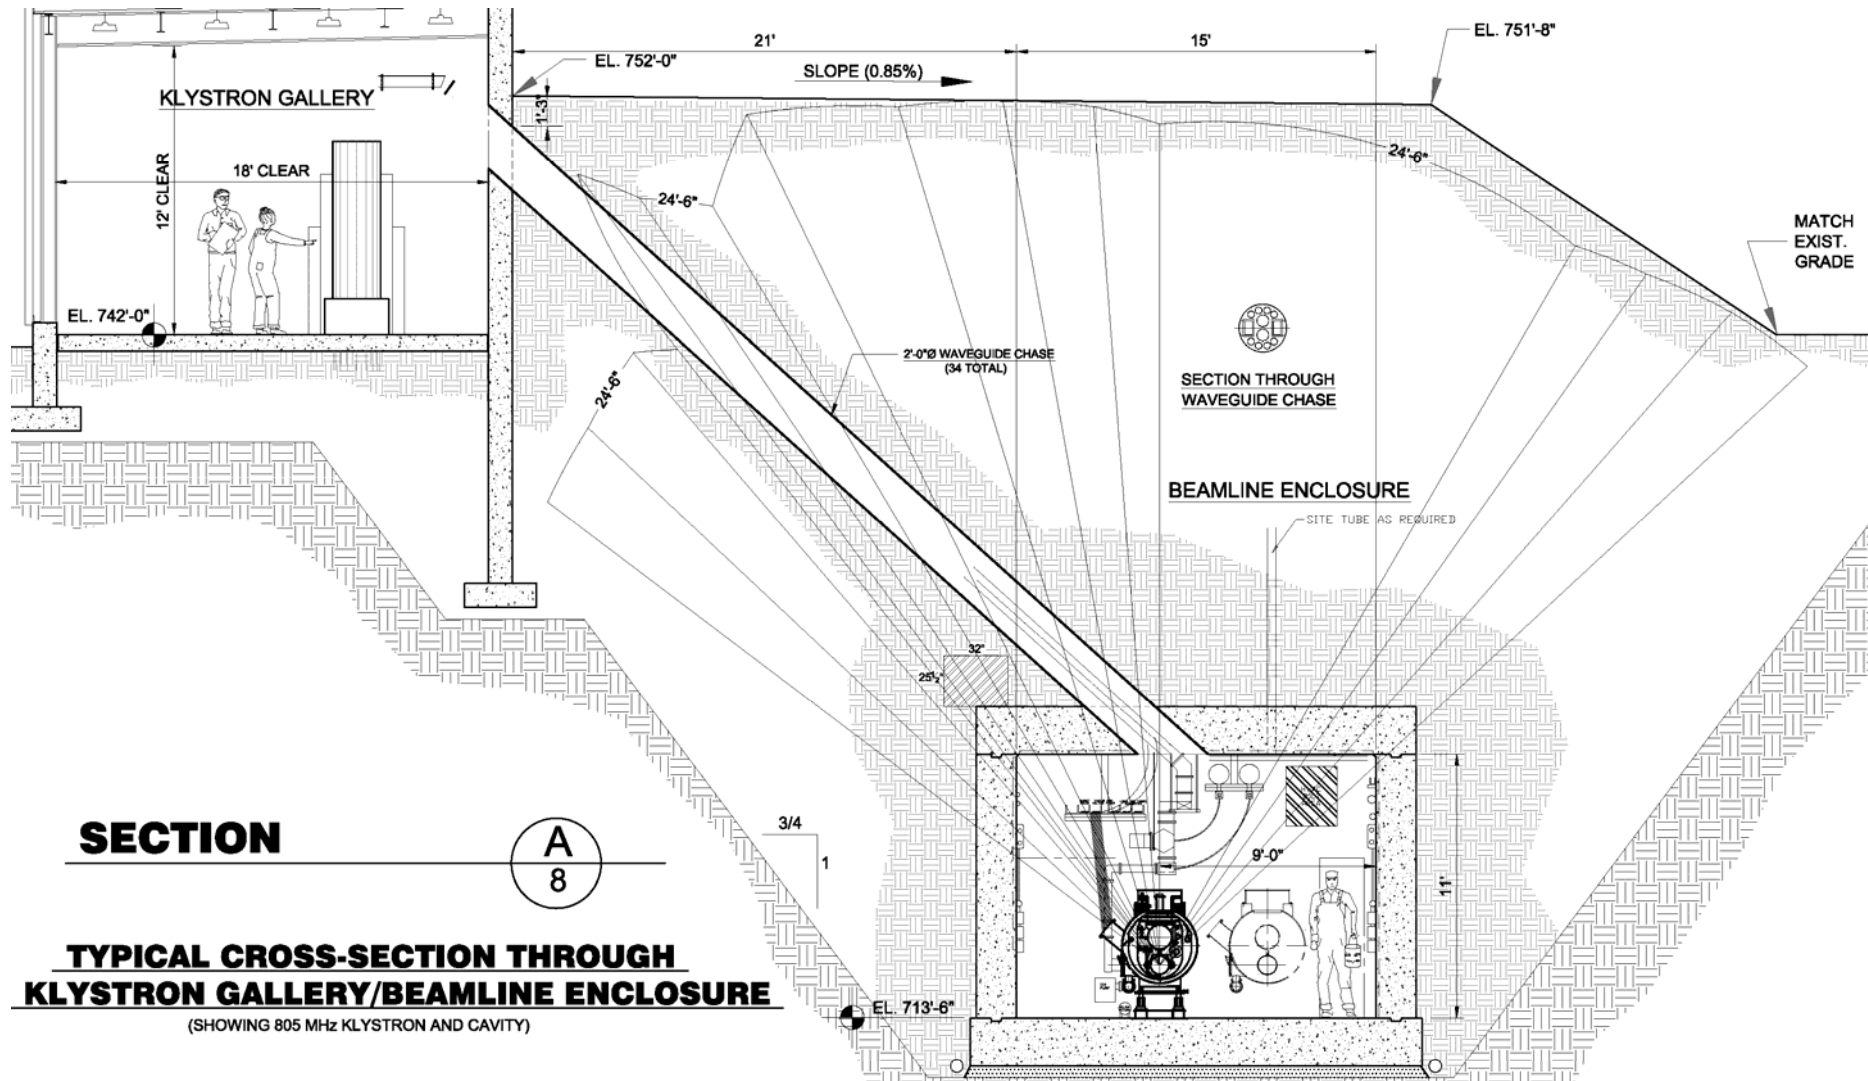 21'
15'
EL. 751'-8"
EL. 752'-0"
SLOPE (0.85%)
KLYSTRON GALLERY
1'-3"
24'-6"
12' CLEAR
18' CLEAR
24'-6"
MATCH
EXIST.
GRADE
EL. 742'-0"
2'-0"Ø WAVEGUIDE CHASE
(34 TOTAL)
24'-6"
SECTION THROUGH
WAVEGUIDE CHASE
BEAMLINE ENCLOSURE
SITE TUBE AS REQUIRED
32"
25½"
SECTION
A
8
3/4
1
9'-0"
11'
TYPICAL CROSS-SECTION THROUGH
KLYSTRON GALLERY/BEAMLINE ENCLOSURE
(SHOWING 805 MHz KLYSTRON AND CAVITY)
EL. 713'-6"